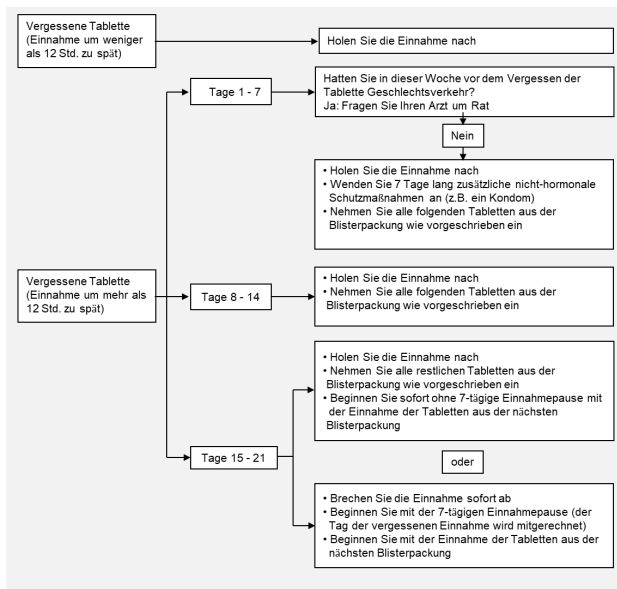 Vergessene Tablette
(Einnahme um weniger
als 12 Std. zu spät)
Holen Sie die Einnahme nach
Tage 1 - 7
Hatten Sie in dieser Woche vor dem Vergessen der
Tablette Geschlechtsverkehr?
Ja: Fragen Sie Ihren Arzt um Rat
Nein
• Holen Sie die Einnahme nach
• Wenden Sie 7 Tage lang zusätzliche nicht-hormonale
Schutzmaßnahmen an (z.B. ein Kondom)
• Nehmen Sie alle folgenden Tabletten aus der
Blisterpackung wie vorgeschrieben ein
Vergessene Tablette
(Einnahme um mehr als
12 Std. zu spät)
Tage 8 - 14
• Holen Sie die Einnahme nach
• Nehmen Sie alle folgenden Tabletten aus der
Blisterpackung wie vorgeschrieben ein
Tage 15 - 21
• Holen Sie die Einnahme nach
• Nehmen Sie alle restlichen Tabletten aus der
Blisterpackung wie vorgeschrieben ein
• Beginnen Sie sofort ohne 7-tägige Einnahmepause mit
der Einnahme der Tabletten aus der nächsten
Blisterpackung
oder
• Brechen Sie die Einnahme sofort ab
• Beginnen Sie mit der 7-tägigen Einnahmepause (der
Tag der vergessenen Einnahme wird mitgerechnet)
• Beginnen Sie mit der Einnahme der Tabletten aus der
nächsten Blisterpackung